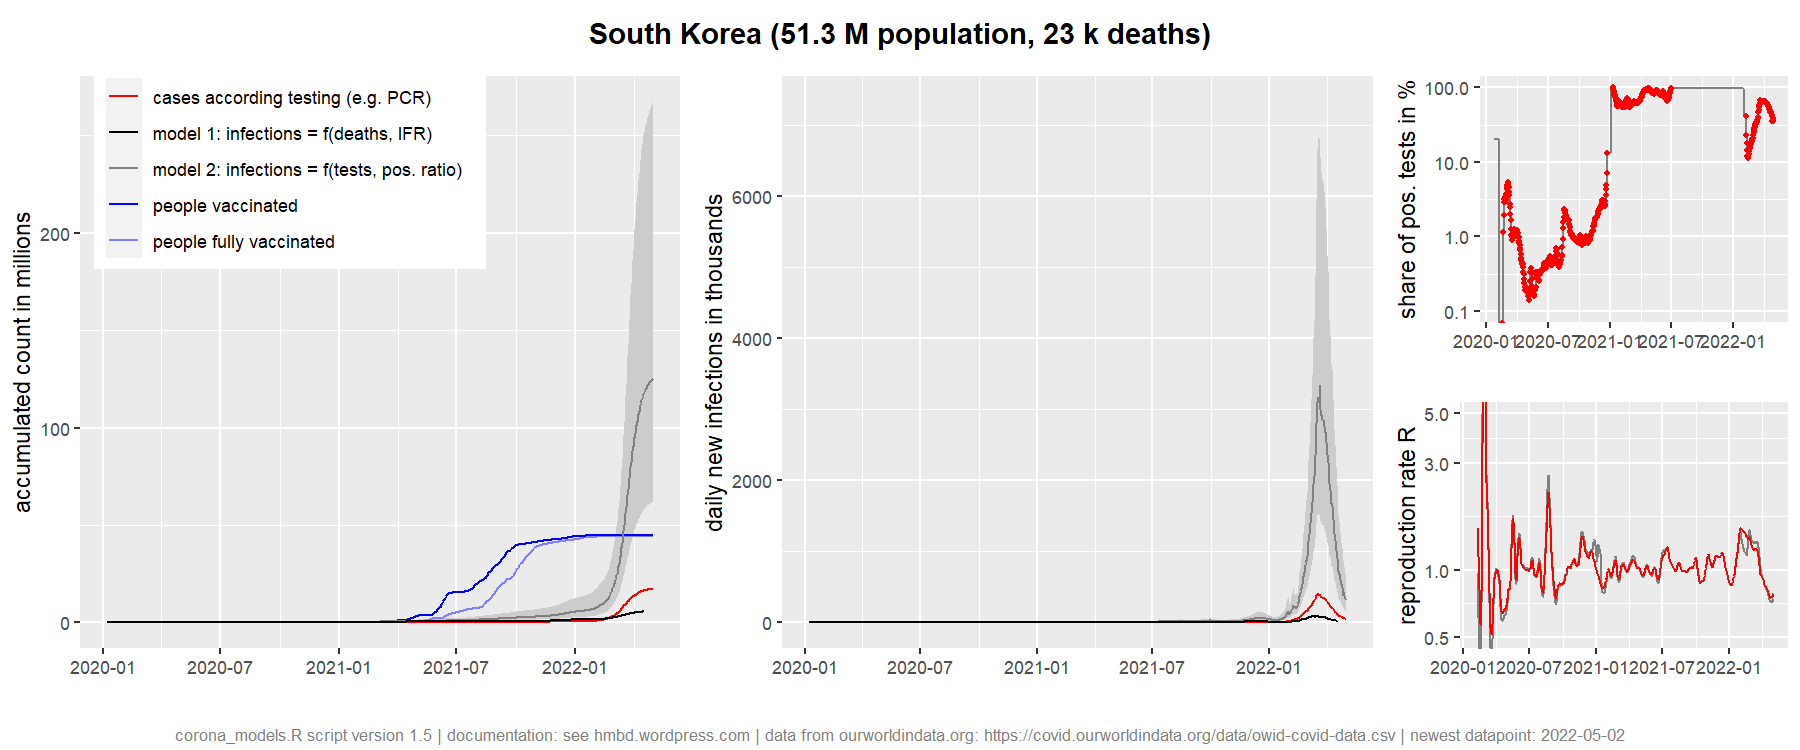 South Korea (51.3 M population, 23 k deaths)
accumulated count in millions
200
100
0
cases according testing (e.g. PCR)
model 1: infections = f(deaths, IFR)
model 2: infections = f(tests, pos. ratio)
people vaccinated
people fully vaccinated
2020-01 2020-07 2021-01 2021-07 2022-01
daily new infections in thousands
6000
4000
2000
0
2020-01 2020-07 2021-01 2021-07 2022-01
share of pos. tests in %
100.0
10.0
1.0
0.1
2020-01 2020-07 2021-01 2021-07 2022-01
reproduction rate R
5.0
3.0
1.0
0.5
2020-01 2020-07 2021-01 2021-07 2022-01
corona_models.R script version 1.5 | documentation: see hmbd.wordpress.com | data from ourworldindata.org: https://covid.ourworldindata.org/data/owid-covid-data.csv | newest datapoint: 2022-05-02